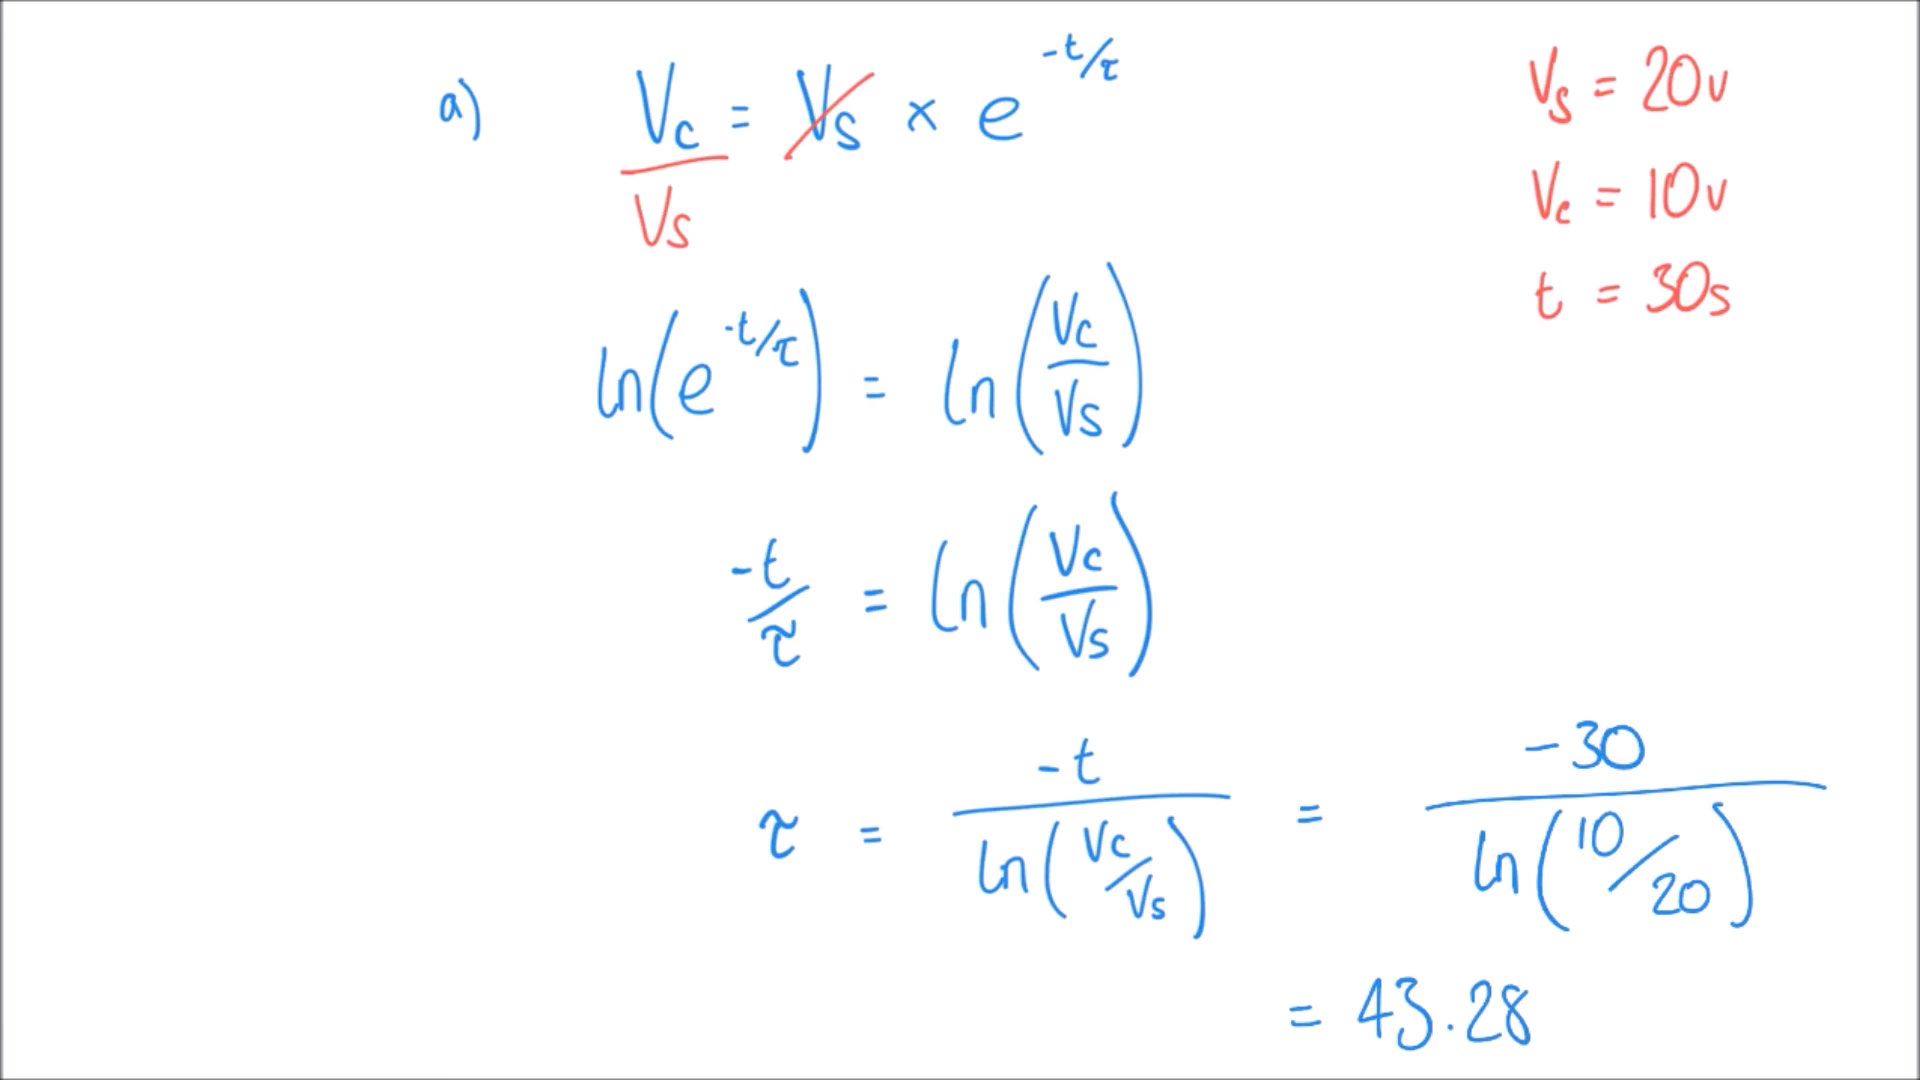 a) Vc = Vs × e^-t/τ
Vs
Vs = 20v
Vc = 10v
t = 30s
ln(e^-t/τ) = ln(Vc/Vs)
-t/τ = ln(Vc/Vs)
τ = -t/ln(Vc/Vs) = -30/ln(10/20)
= 43.28